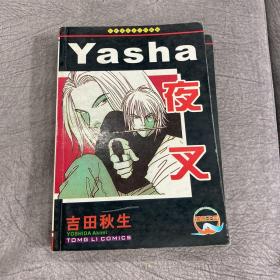 Yasha
夜
叉
吉田秋生
YOSHIDA Akimi
TONG LI COMICS